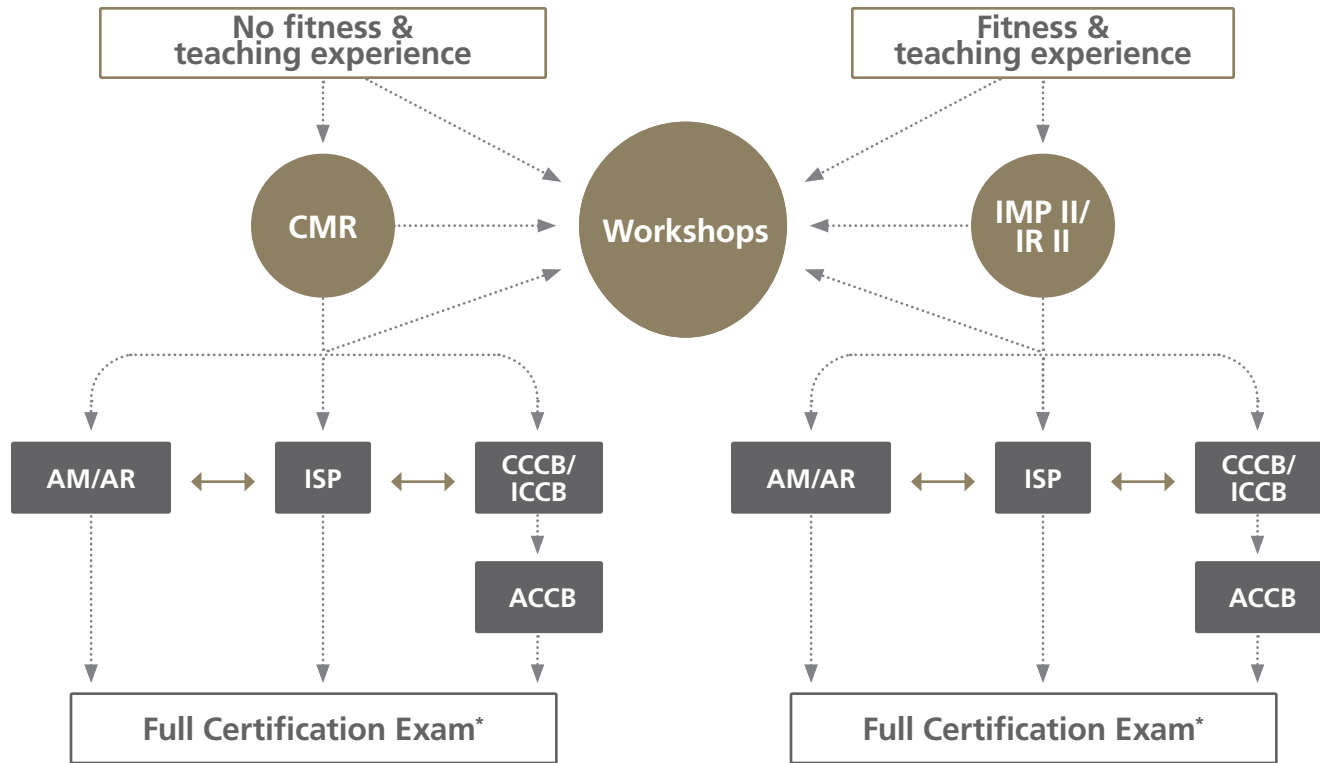 No fitness &
teaching experience
Fitness &
teaching experience
CMR
Workshops
IMP II/
IR II
AM/AR
ISP
CCCB/
ICCB
AM/AR
ISP
CCCB/
ICCB
ACCB
ACCB
Full Certification Exam*
Full Certification Exam*